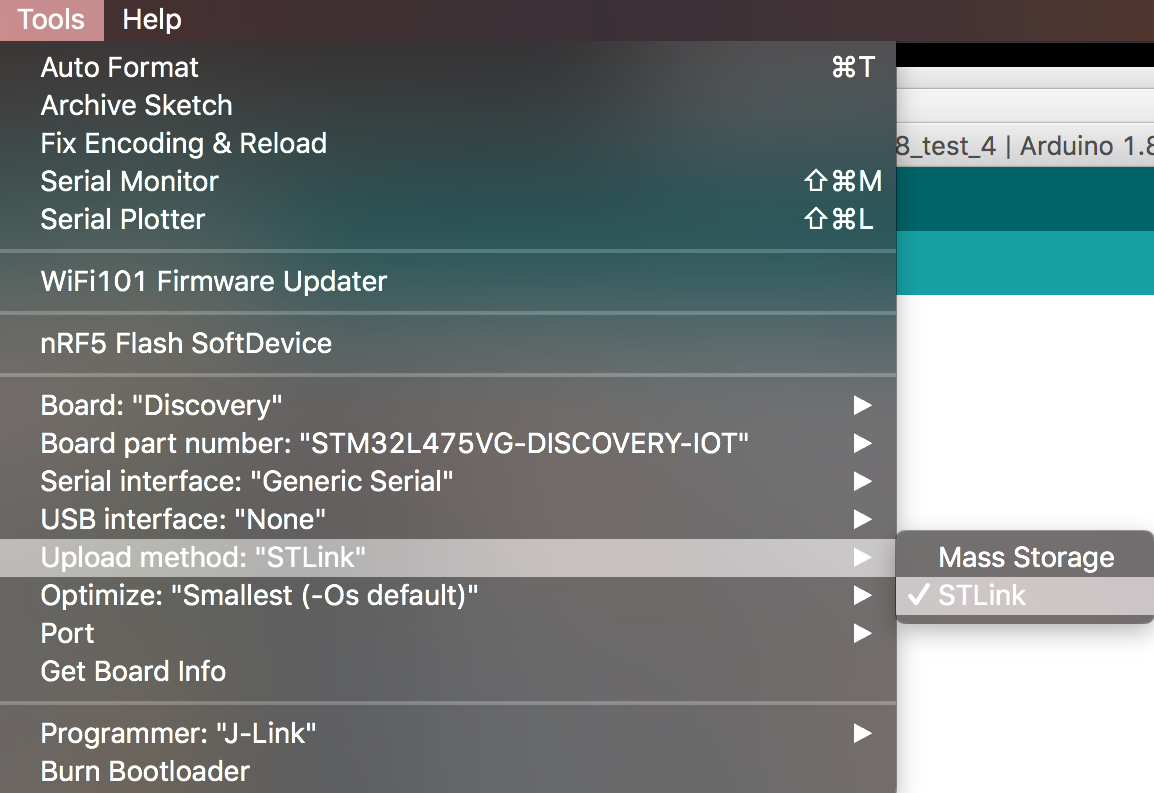 Tools Help
Auto Format ⌘T
Archive Sketch
Fix Encoding & Reload
8_test_4 | Arduino 1.8
Serial Monitor ⇧⌘M
Serial Plotter ⇧⌘L
WiFi101 Firmware Updater
nRF5 Flash SoftDevice
Board: "Discovery"
Board part number: "STM32L475VG-DISCOVERY-IOT"
Serial interface: "Generic Serial"
USB interface: "None"
Upload method: "STLink"
Mass Storage
✓ STLink
Optimize: "Smallest (-Os default)"
Port
Get Board Info
Programmer: "J-Link"
Burn Bootloader